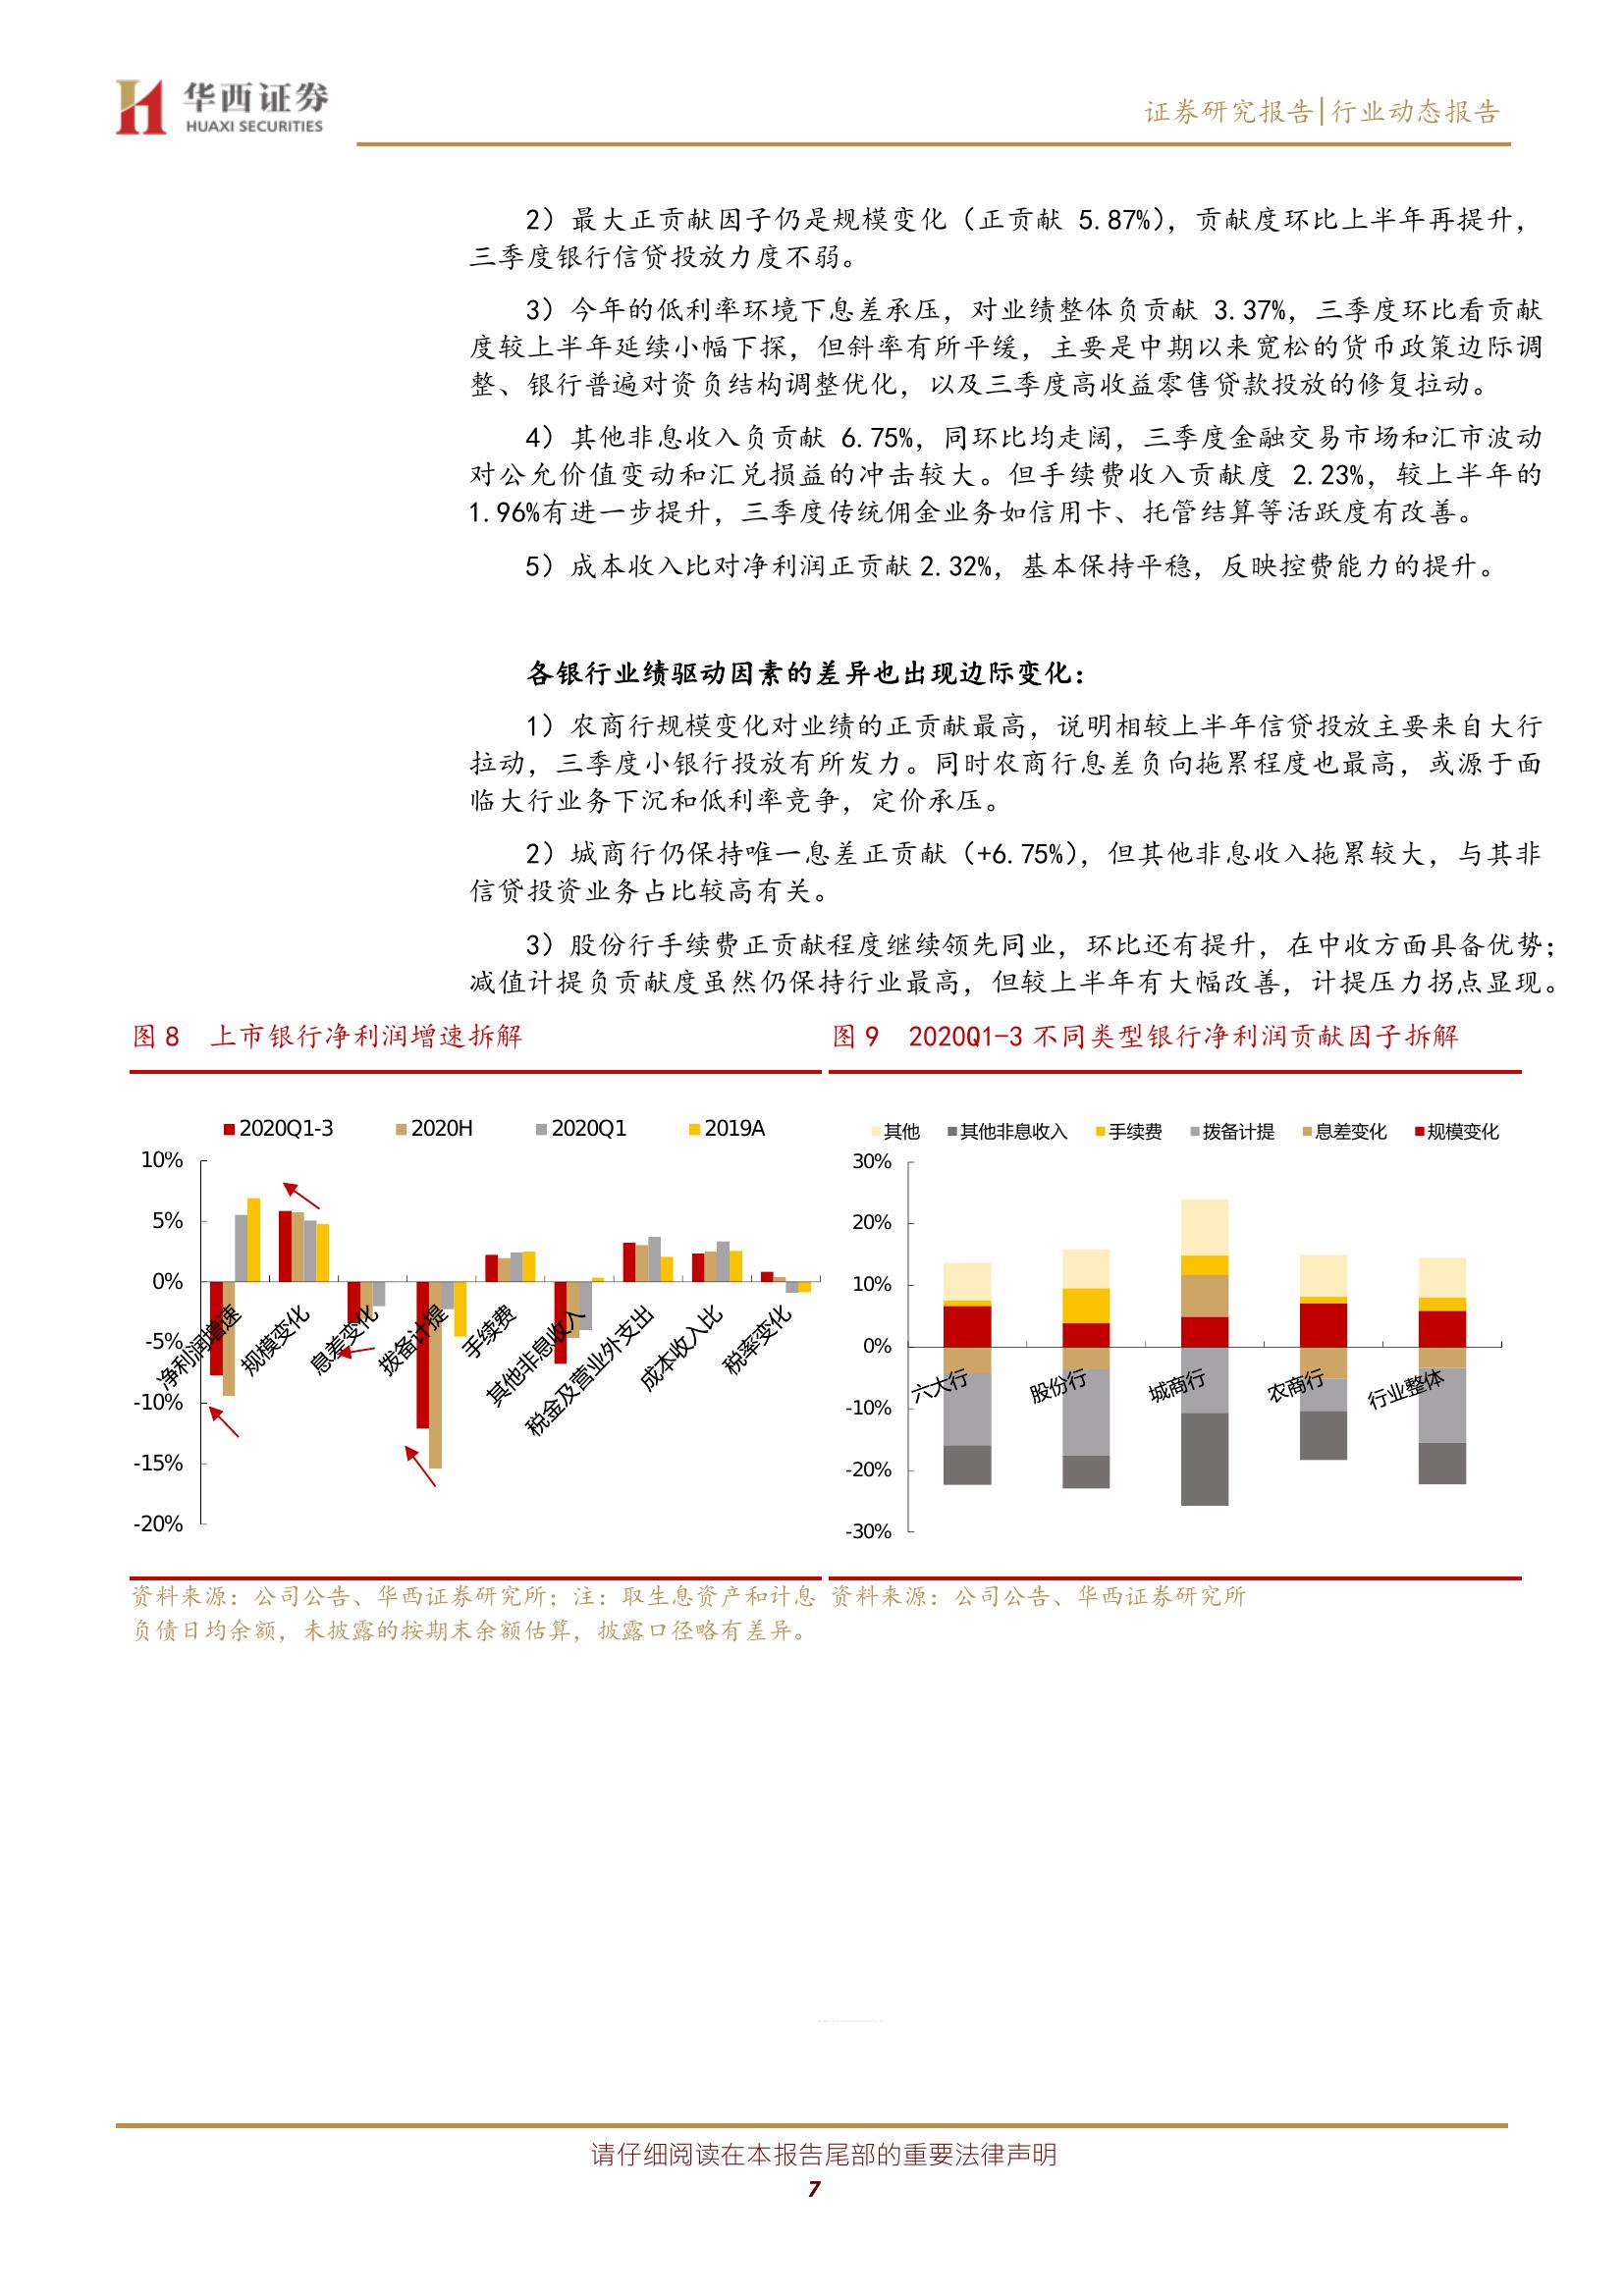 华西证券
HUAXI SECURITIES
证券研究报告|行业动态报告
2）最大正贡献因子仍是规模变化（正贡献 5.87%），贡献度环比上半年再提升，
三季度银行信贷投放力度不弱。
3）今年的低利率环境下息差承压，对业绩整体负贡献 3.37%，三季度环比看贡献
度较上半年延续小幅下探，但斜率有所平缓，主要是中期以来宽松的货币政策边际调
整、银行普遍对资负结构调整优化，以及三季度高收益零售贷款投放的修复拉动。
4）其他非息收入负贡献 6.75%，同环比均走阔，三季度金融交易市场和汇市波动
对公允价值变动和汇兑损益的冲击较大。但手续费收入贡献度 2.23%，较上半年的
1.96%有进一步提升，三季度传统佣金业务如信用卡、托管结算等活跃度有改善。
5）成本收入比对净利润正贡献 2.32%，基本保持平稳，反映控费能力的提升。
各银行业绩驱动因素的差异也出现边际变化：
1）农商行规模变化对业绩的正贡献最高，说明相较上半年信贷投放主要来自大行
拉动，三季度小银行投放有所发力。同时农商行息差负向拖累程度也最高，或源于面
临大行业务下沉和低利率竞争，定价承压。
2）城商行仍保持唯一息差正贡献（+6.75%），但其他非息收入拖累较大，与其非
信贷投资业务占比较高有关。
3）股份行手续费正贡献程度继续领先同业，环比还有提升，在中收方面具备优势；
减值计提负贡献度虽然仍保持行业最高，但较上半年有大幅改善，计提压力拐点显现。
图 8 上市银行净利润增速拆解
2020Q1-3 2020H 2020Q1 2019A
10%
5%
0%
-5%
-10%
-15%
-20%
净利润增速
规模变化
息差变化
拨备计提
手续费
其他非息收入
税金及营业外支出
成本收入比
税率变化
资料来源：公司公告、华西证券研究所；注：取生息资产和计息
负债日均余额，未披露的按期末余额估算，披露口径略有差异。
图 9 2020Q1-3 不同类型银行净利润贡献因子拆解
其他 其他非息收入 手续费 拨备计提 息差变化 规模变化
30%
20%
10%
0%
-10%
-20%
-30%
六大行
股份行
城商行
农商行
行业整体
资料来源：公司公告、华西证券研究所
请仔细阅读在本报告尾部的重要法律声明
7